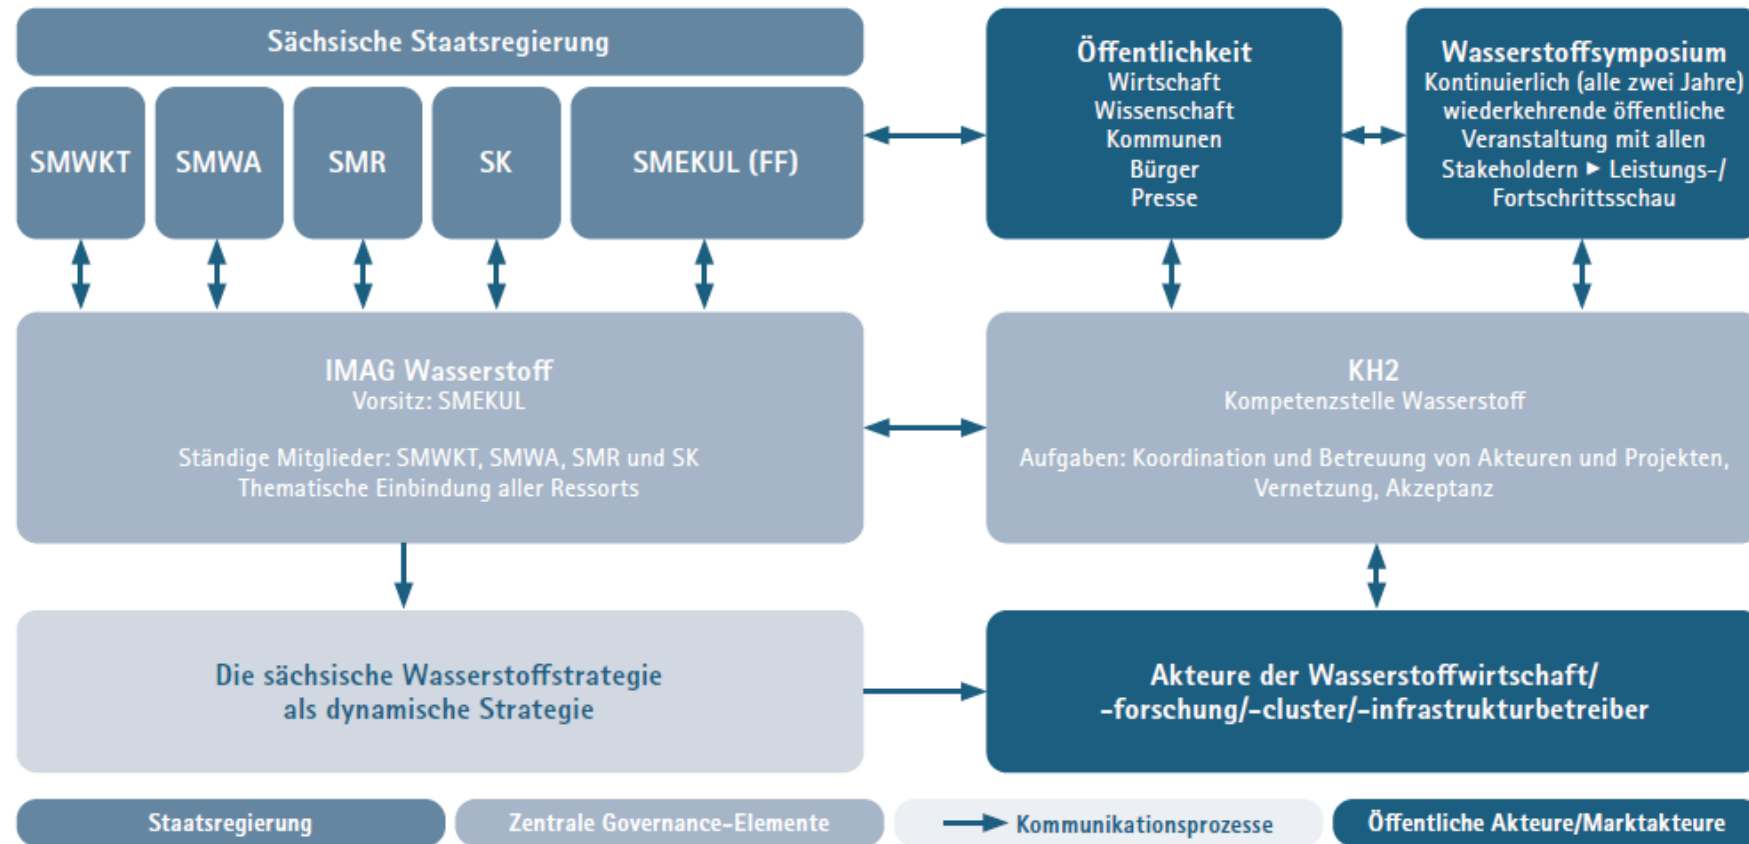 Sächsische Staatsregierung
SMWKT
SMWA
SMR
SK
SMEKUL (FF)
Öffentlichkeit
Wirtschaft
Wissenschaft
Kommunen
Bürger
Presse
Wasserstoffsymposium
Kontinuierlich (alle zwei Jahre)
wiederkehrende öffentliche
Veranstaltung mit allen
Stakeholdern ► Leistungs-/
Fortschrittsschau
IMAG Wasserstoff
Vorsitz: SMEKUL
Ständige Mitglieder: SMWKT, SMWA, SMR und SK
Thematische Einbindung aller Ressorts
KH2
Kompetenzstelle Wasserstoff
Aufgaben: Koordination und Betreuung von Akteuren und Projekten,
Vernetzung, Akzeptanz
Die sächsische Wasserstoffstrategie
als dynamische Strategie
Akteure der Wasserstoffwirtschaft/
-forschung/-cluster/-infrastrukturbetreiber
Staatsregierung
Zentrale Governance-Elemente
Kommunikationsprozesse
Öffentliche Akteure/Marktakteure